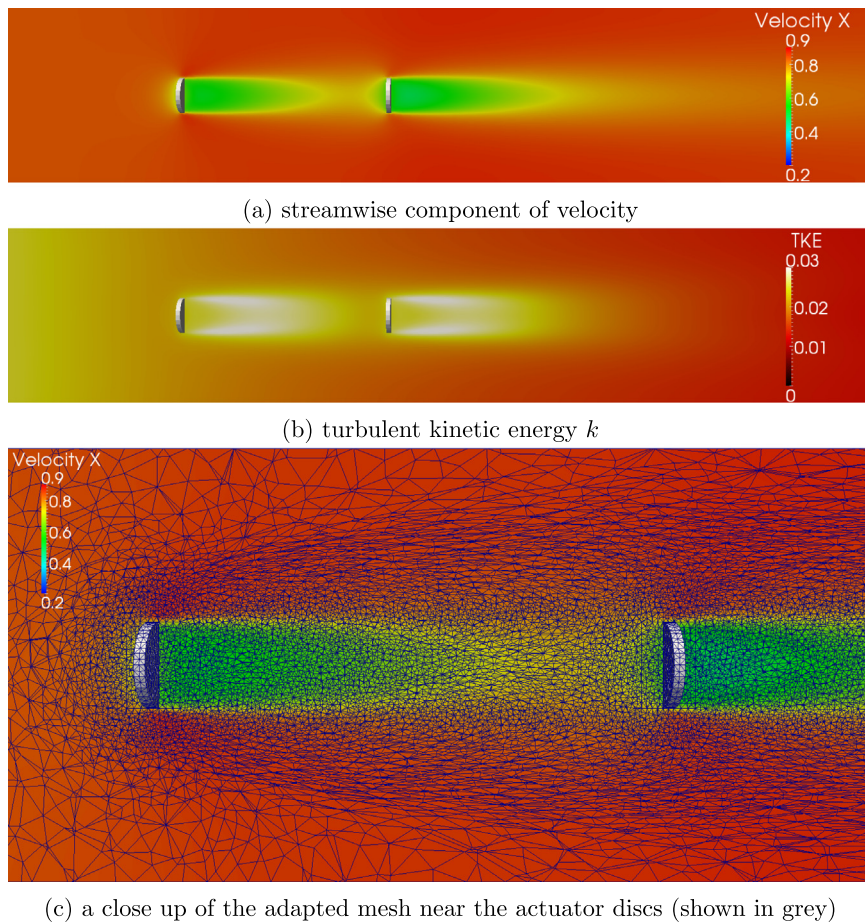 Velocity X
0.9
0.8
0.6
0.4
0.2
(a) streamwise component of velocity
TKE
0.03
0.02
0.01
0
(b) turbulent kinetic energy k
Velocity X
0.9
0.8
0.6
0.4
0.2
(c) a close up of the adapted mesh near the actuator discs (shown in grey)